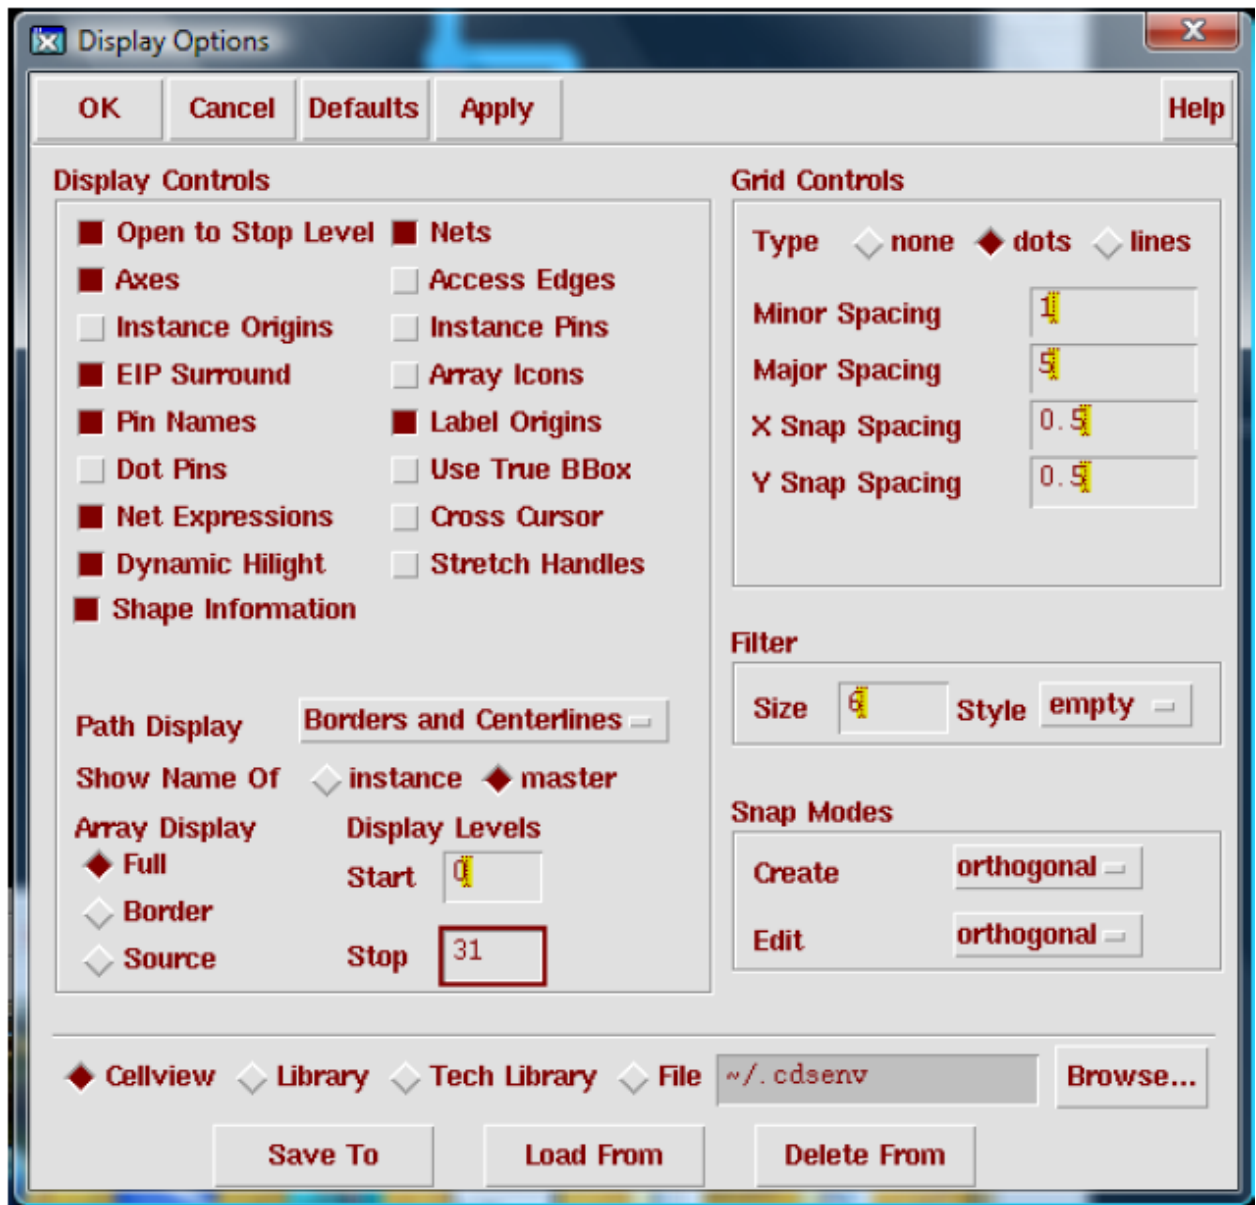 Display Options
OK Cancel Defaults Apply Help
Display Controls
Open to Stop Level Nets
Axes Access Edges
Instance Origins Instance Pins
EIP Surround Array Icons
Pin Names Label Origins
Dot Pins Use True BBox
Net Expressions Cross Cursor
Dynamic Hilight Stretch Handles
Shape Information
Path Display Borders and Centerlines
Show Name Of instance master
Array Display Display Levels
Full Start 0
Border
Source Stop 31
Grid Controls
Type none dots lines
Minor Spacing 1
Major Spacing 5
X Snap Spacing 0.5
Y Snap Spacing 0.5
Filter
Size 6 Style empty
Snap Modes
Create orthogonal
Edit orthogonal
Cellview Library Tech Library File ~/.cdsenv Browse...
Save To Load From Delete From